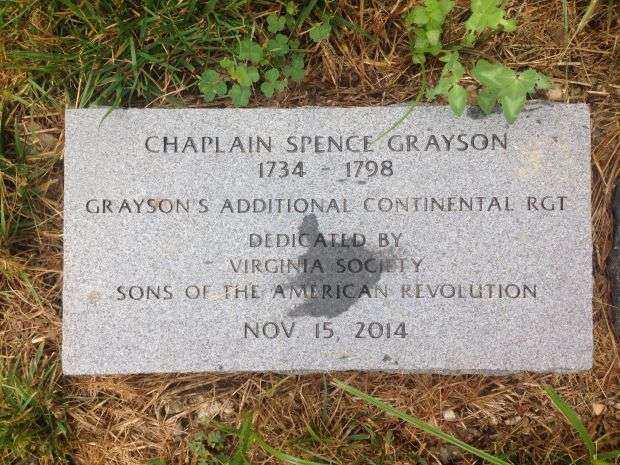 CHAPLAIN SPENCE GRAYSON
1734 - 1798
GRAYSON'S ADDITIONAL CONTINENTAL RGT
DEDICATED BY
VIRGINIA SOCIETY
SONS OF THE AMERICAN REVOLUTION
NOV. 15, 2014